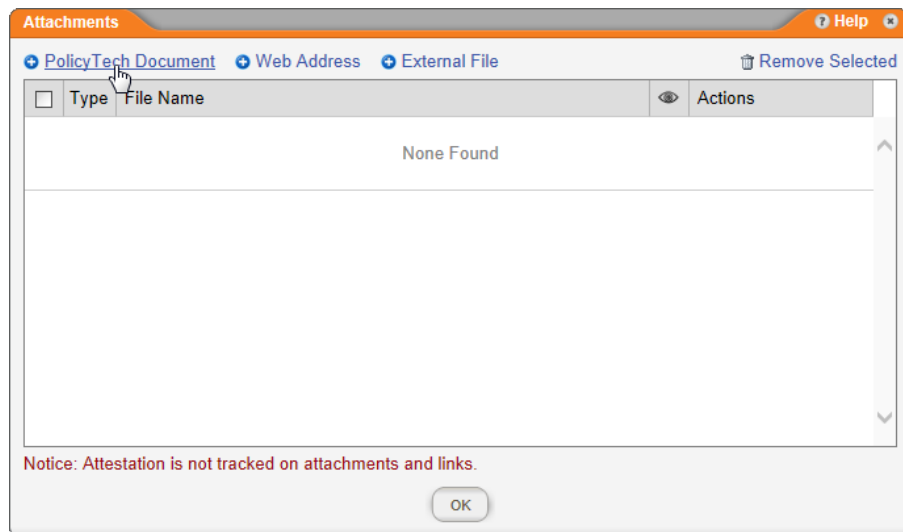 Attachments Help
PolicyTech Document Web Address External File Remove Selected
Type File Name Actions
None Found
Notice: Attestation is not tracked on attachments and links.
OK